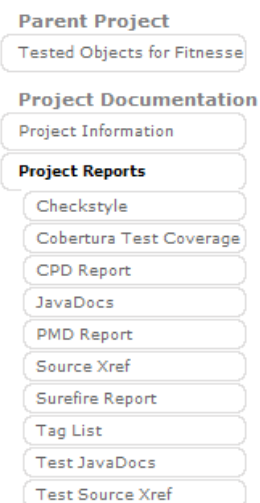 Parent Project
Tested Objects for Fitnesse
Project Documentation
Project Information
Project Reports
Checkstyle
Cobertura Test Coverage
CPD Report
JavaDocs
PMD Report
Source Xref
Surefire Report
Tag List
Test JavaDocs
Test Source Xref